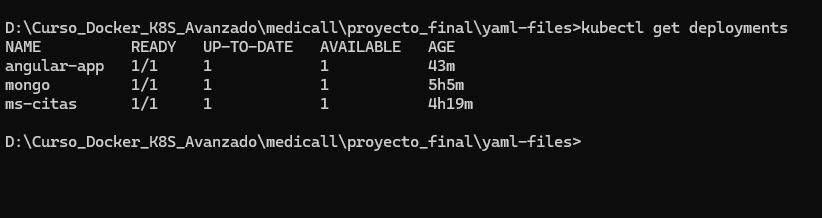 D:\Curso_Docker_K8S_Avanzado\medicall\proyecto_final\yaml-files>kubectl get deployments
NAME          READY   UP-TO-DATE   AVAILABLE   AGE
angular-app   1/1     1            1           43m
mongo         1/1     1            1           5h5m
ms-citas      1/1     1            1           4h19m
D:\Curso_Docker_K8S_Avanzado\medicall\proyecto_final\yaml-files>